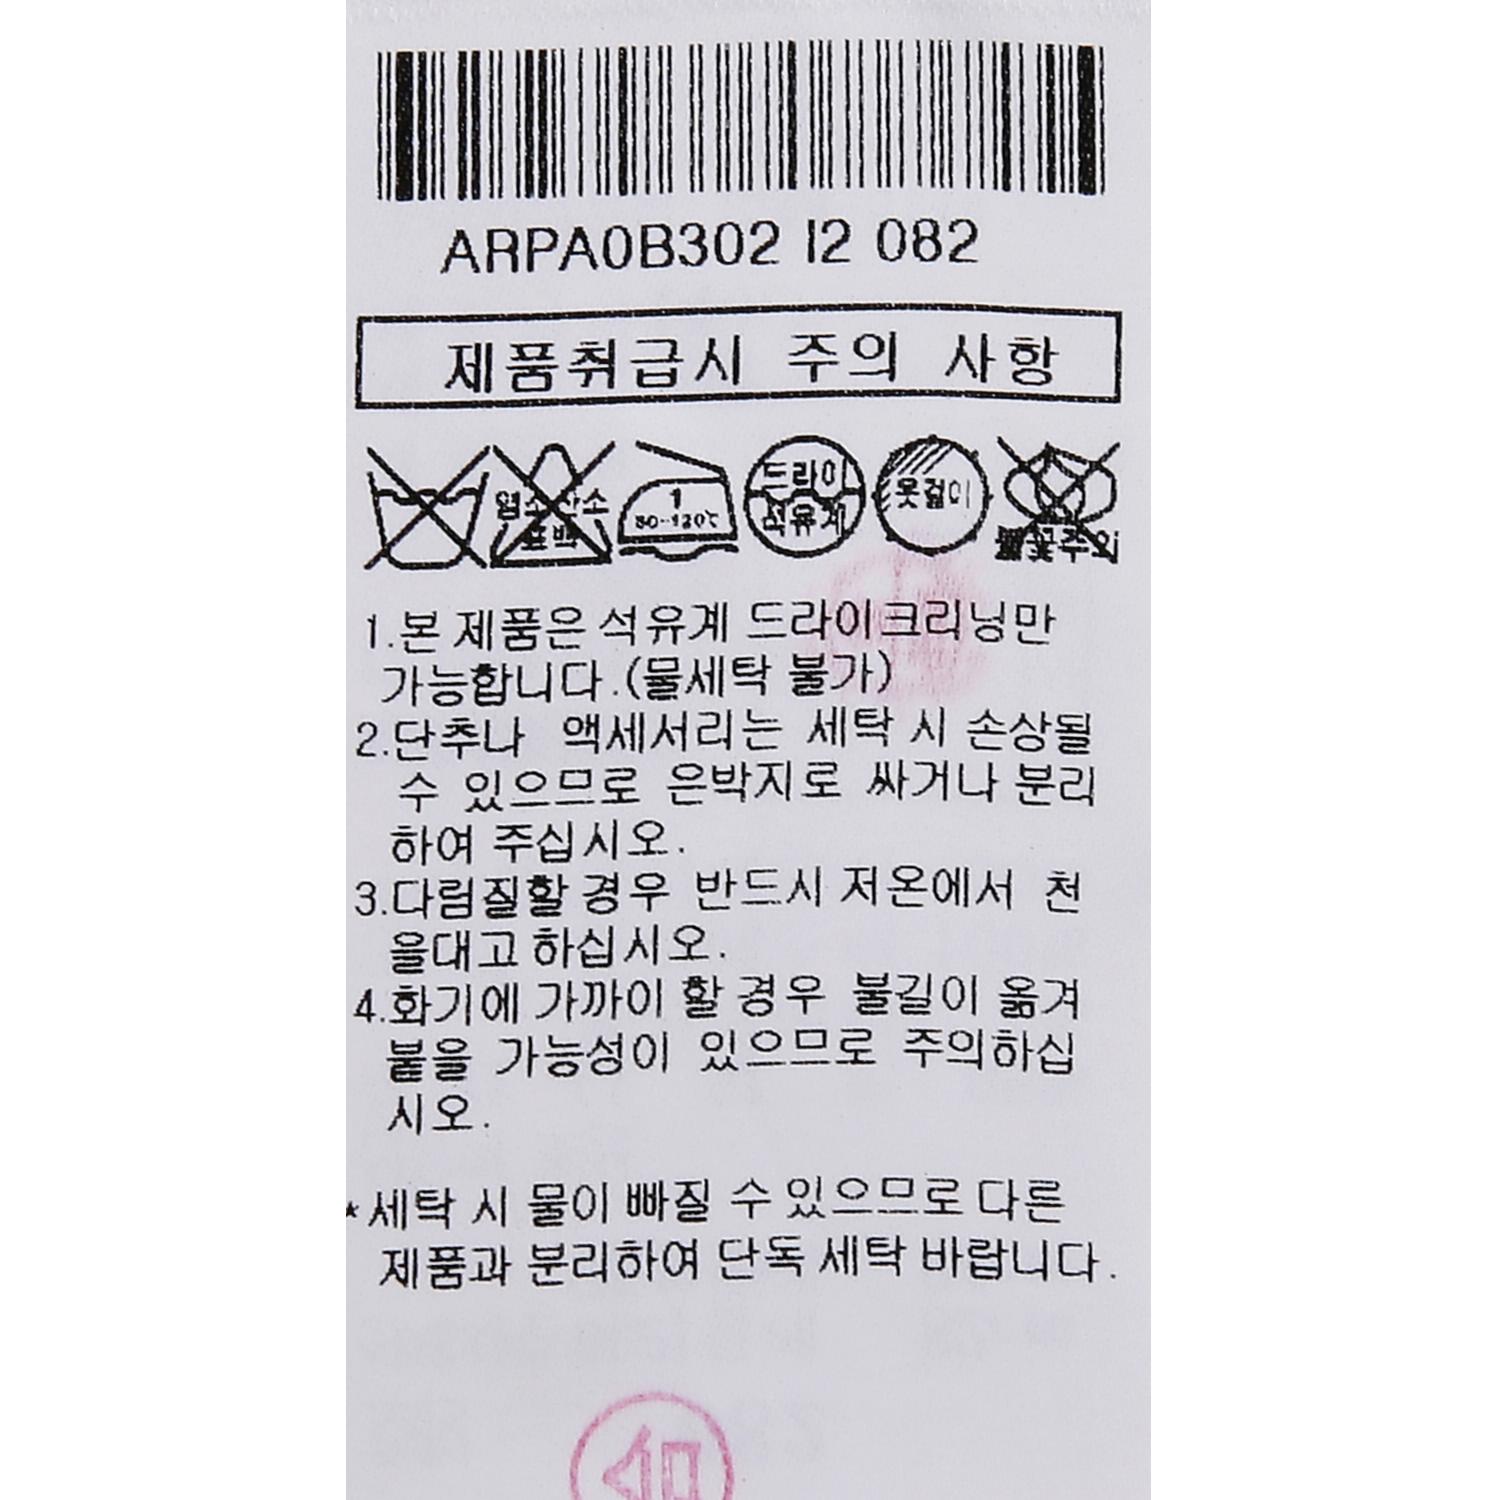 ARPA0B302 I2 082
제품취급시 주의 사항
염소산소 드라이
표백 1 80~120℃ 석유계 옷걸이 불꽃주의
1.본 제품은 석유계 드라이크리닝만
가능합니다.(물세탁 불가)
2.단추나 액세서리는 세탁 시 손상될
수 있으므로 은박지로 싸거나 분리
하여 주십시오.
3.다림질할 경우 반드시 저온에서 천
을대고 하십시오.
4.화기에 가까이 할 경우 불길이 옮겨
붙을 가능성이 있으므로 주의하십
시오.
*세탁 시 물이 빠질 수 있으므로 다른
제품과 분리하여 단독 세탁 바랍니다.